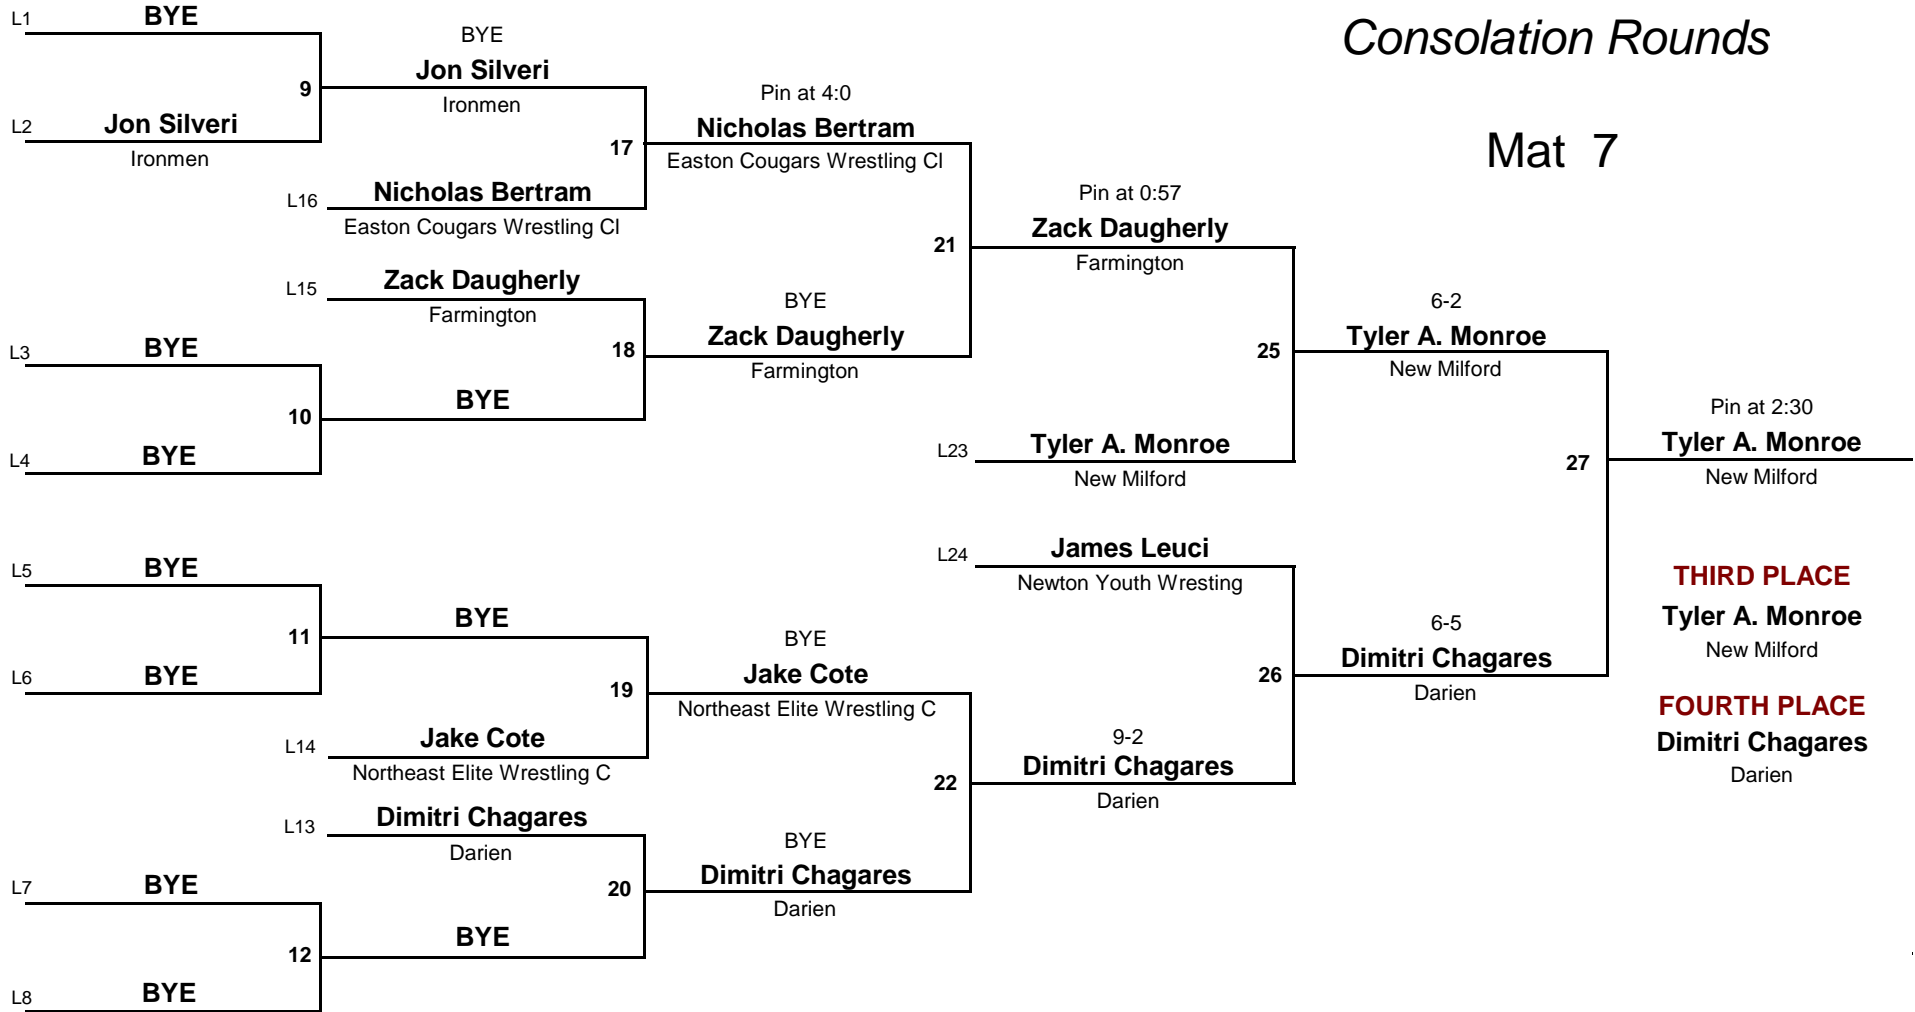 Consolation Rounds
Mat 7
L1 BYE
9
L2 Jon Silveri
Ironmen
BYE
Jon Silveri
Ironmen
17
L16 Nicholas Bertram
Easton Cougars Wrestling Cl
Pin at 4:0
Nicholas Bertram
Easton Cougars Wrestling Cl
L15 Zack Daugherly
Farmington
18
L3 BYE
10
L4 BYE
BYE
BYE
Zack Daugherly
Farmington
21
Pin at 0:57
Zack Daugherly
Farmington
25
L23 Tyler A. Monroe
New Milford
6-2
Tyler A. Monroe
New Milford
27
Pin at 2:30
Tyler A. Monroe
New Milford
L5 BYE
11
L6 BYE
BYE
19
L14 Jake Cote
Northeast Elite Wrestling C
BYE
Jake Cote
Northeast Elite Wrestling C
22
L13 Dimitri Chagares
Darien
20
L7 BYE
12
L8 BYE
BYE
BYE
Dimitri Chagares
Darien
L24 James Leuci
Newton Youth Wresting
26
9-2
Dimitri Chagares
Darien
6-5
Dimitri Chagares
Darien
THIRD PLACE
Tyler A. Monroe
New Milford
FOURTH PLACE
Dimitri Chagares
Darien